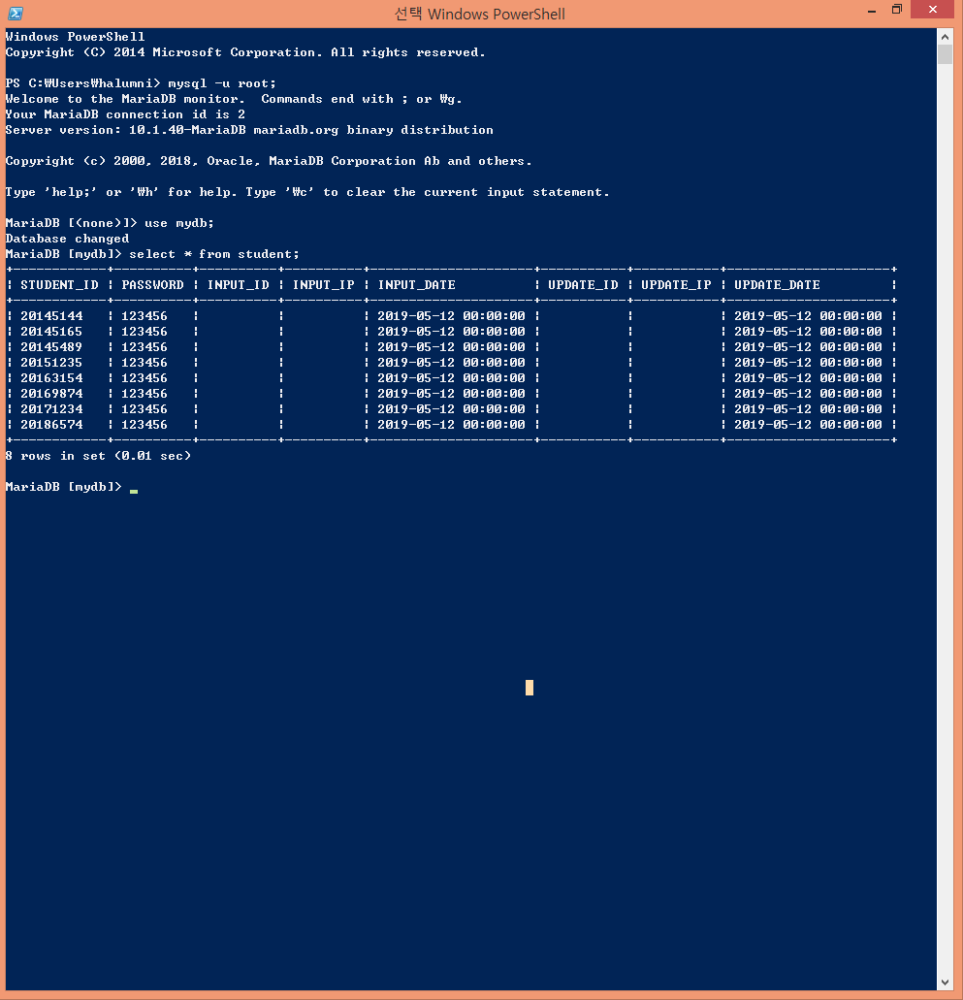 선택 Windows PowerShell
Windows PowerShell
Copyright (C) 2014 Microsoft Corporation. All rights reserved.
PS C:₩Users₩halumni> mysql -u root;
Welcome to the MariaDB monitor.  Commands end with ; or ₩g.
Your MariaDB connection id is 2
Server version: 10.1.40-MariaDB mariadb.org binary distribution
Copyright (c) 2000, 2018, Oracle, MariaDB Corporation Ab and others.
Type 'help;' or '₩h' for help. Type '₩c' to clear the current input statement.
MariaDB [(none)]> use mydb;
Database changed
MariaDB [mydb]> select * from student;
+------------+----------+----------+----------+---------------------+-----------+-----------+---------------------+
| STUDENT_ID | PASSWORD | INPUT_ID | INPUT_IP | INPUT_DATE          | UPDATE_ID | UPDATE_IP | UPDATE_DATE         |
+------------+----------+----------+----------+---------------------+-----------+-----------+---------------------+
| 20145144   | 123456   |          |          | 2019-05-12 00:00:00 |           |           | 2019-05-12 00:00:00 |
| 20145165   | 123456   |          |          | 2019-05-12 00:00:00 |           |           | 2019-05-12 00:00:00 |
| 20145489   | 123456   |          |          | 2019-05-12 00:00:00 |           |           | 2019-05-12 00:00:00 |
| 20151235   | 123456   |          |          | 2019-05-12 00:00:00 |           |           | 2019-05-12 00:00:00 |
| 20163154   | 123456   |          |          | 2019-05-12 00:00:00 |           |           | 2019-05-12 00:00:00 |
| 20169874   | 123456   |          |          | 2019-05-12 00:00:00 |           |           | 2019-05-12 00:00:00 |
| 20171234   | 123456   |          |          | 2019-05-12 00:00:00 |           |           | 2019-05-12 00:00:00 |
| 20186574   | 123456   |          |          | 2019-05-12 00:00:00 |           |           | 2019-05-12 00:00:00 |
+------------+----------+----------+----------+---------------------+-----------+-----------+---------------------+
8 rows in set (0.01 sec)
MariaDB [mydb]>